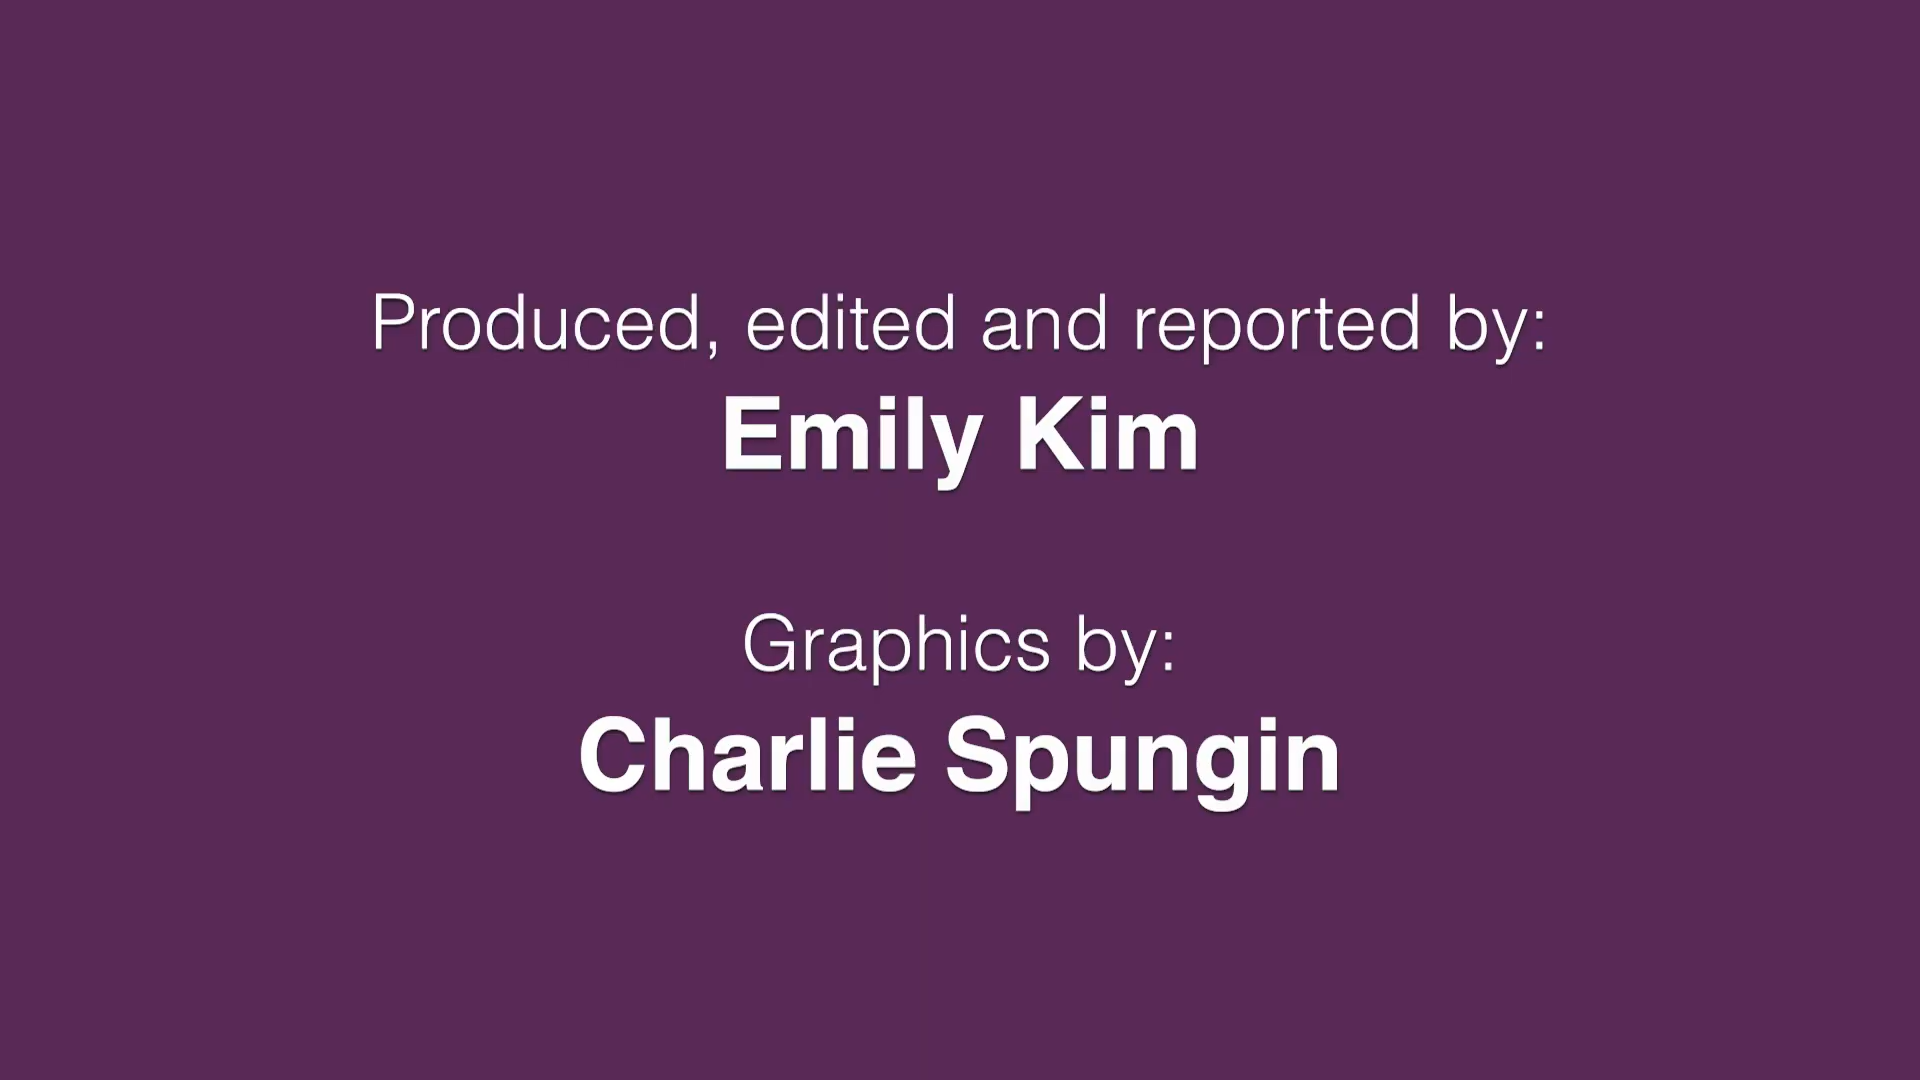 Produced, edited and reported by:
Emily Kim
Graphics by:
Charlie Spungin